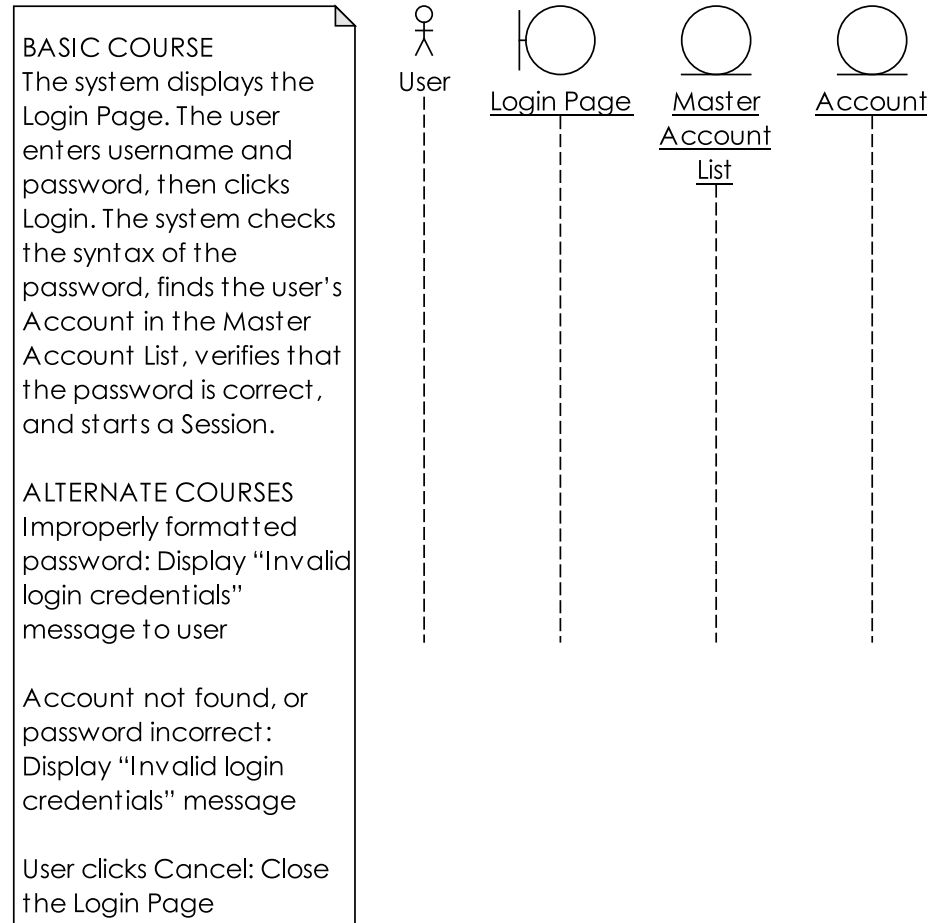 BASIC COURSE
The system displays the
Login Page. The user
enters username and
password, then clicks
Login. The system checks
the syntax of the
password, finds the user’s
Account in the Master
Account List, verifies that
the password is correct,
and starts a Session.
ALTERNATE COURSES
Improperly formatted
password: Display “Invalid
login credentials”
message to user
Account not found, or
password incorrect:
Display “Invalid login
credentials” message
User clicks Cancel: Close
the Login Page
User
Login Page
Master
Account
List
Account